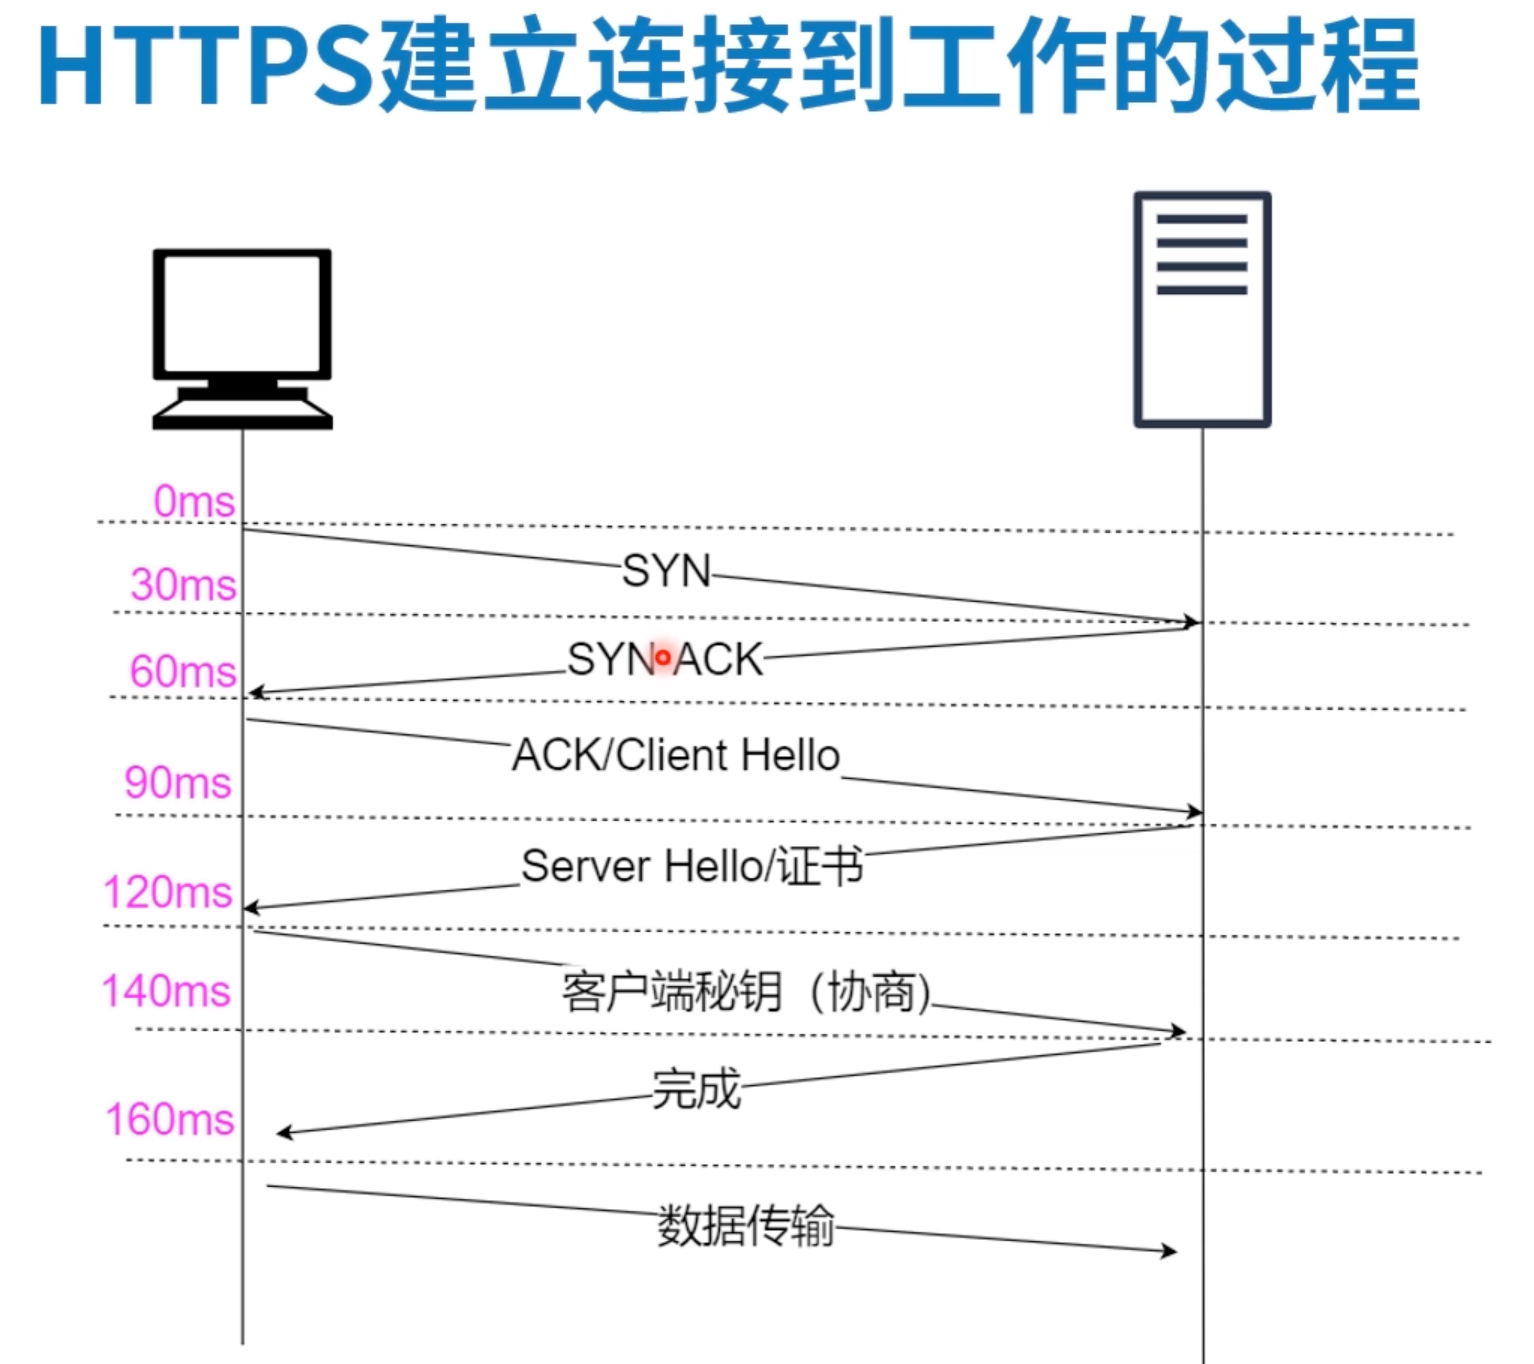 HTTPS建立连接到工作的过程
0ms
SYN
30ms
SYN ACK
60ms
ACK/Client Hello
90ms
Server Hello/证书
120ms
客户端秘钥（协商)
140ms
完成
160ms
数据传输